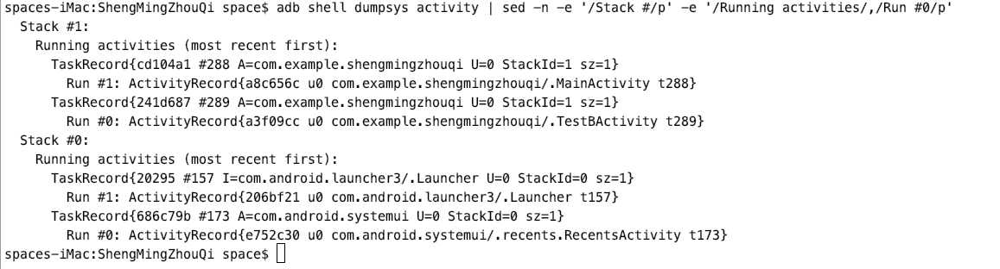 spaces-iMac:ShengMingZhouQi space$ adb shell dumpsys activity | sed -n -e '/Stack #/p' -e '/Running activities/,/Run #0/p'
Stack #1:
Running activities (most recent first):
TaskRecord{cd104a1 #288 A=com.example.shengmingzhouqi U=0 StackId=1 sz=1}
Run #1: ActivityRecord{a8c656c u0 com.example.shengmingzhouqi/.MainActivity t288}
TaskRecord{241d687 #289 A=com.example.shengmingzhouqi U=0 StackId=1 sz=1}
Run #0: ActivityRecord{a3f09cc u0 com.example.shengmingzhouqi/.TestBActivity t289}
Stack #0:
Running activities (most recent first):
TaskRecord{20295 #157 I=com.android.launcher3/.Launcher U=0 StackId=0 sz=1}
Run #1: ActivityRecord{206bf21 u0 com.android.launcher3/.Launcher t157}
TaskRecord{686c79b #173 A=com.android.systemui U=0 StackId=0 sz=1}
Run #0: ActivityRecord{e752c30 u0 com.android.systemui/.recents.RecentsActivity t173}
spaces-iMac:ShengMingZhouQi space$